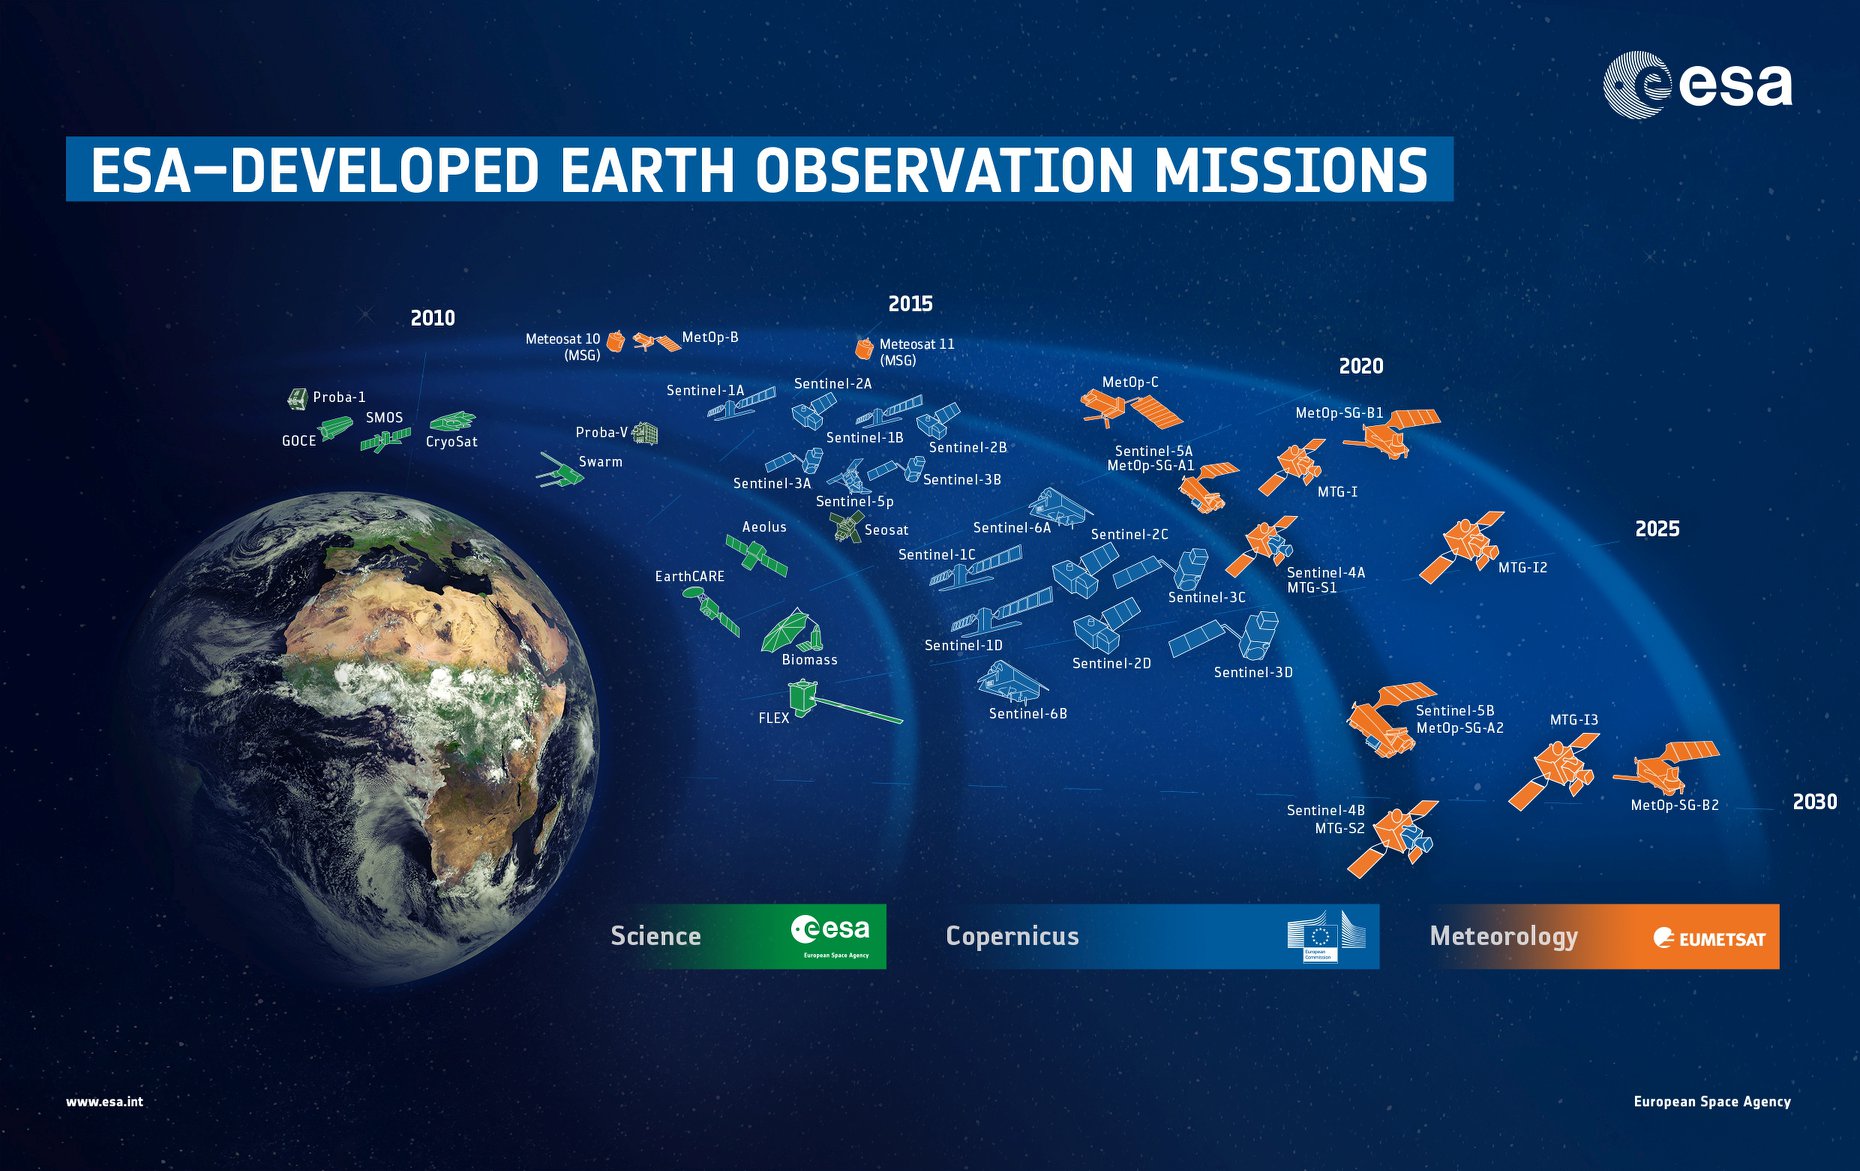 esa
ESA—DEVELOPED EARTH OBSERVATION MISSIONS
2010
2015
2020
2025
2030
Meteosat 10
(MSG)
MetOp-B
Meteosat 11
(MSG)
MetOp-C
MetOp-SG-B1
Sentinel-5A
MetOp-SG-A1
MTG-I
Sentinel-4A
MTG-S1
MTG-I2
Sentinel-5B
MetOp-SG-A2
MTG-I3
MetOp-SG-B2
Sentinel-4B
MTG-S2
Proba-1
GOCE
SMOS
CryoSat
Swarm
Proba-V
Sentinel-1A
Sentinel-2A
Sentinel-1B
Sentinel-2B
Sentinel-3A
Sentinel-5p
Sentinel-3B
Seosat
Aeolus
EarthCARE
Biomass
FLEX
Sentinel-6A
Sentinel-1C
Sentinel-2C
Sentinel-3C
Sentinel-1D
Sentinel-2D
Sentinel-3D
Sentinel-6B
Science
esa
European Space Agency
Copernicus
European
Commission
Meteorology
EUMETSAT
www.esa.int
European Space Agency